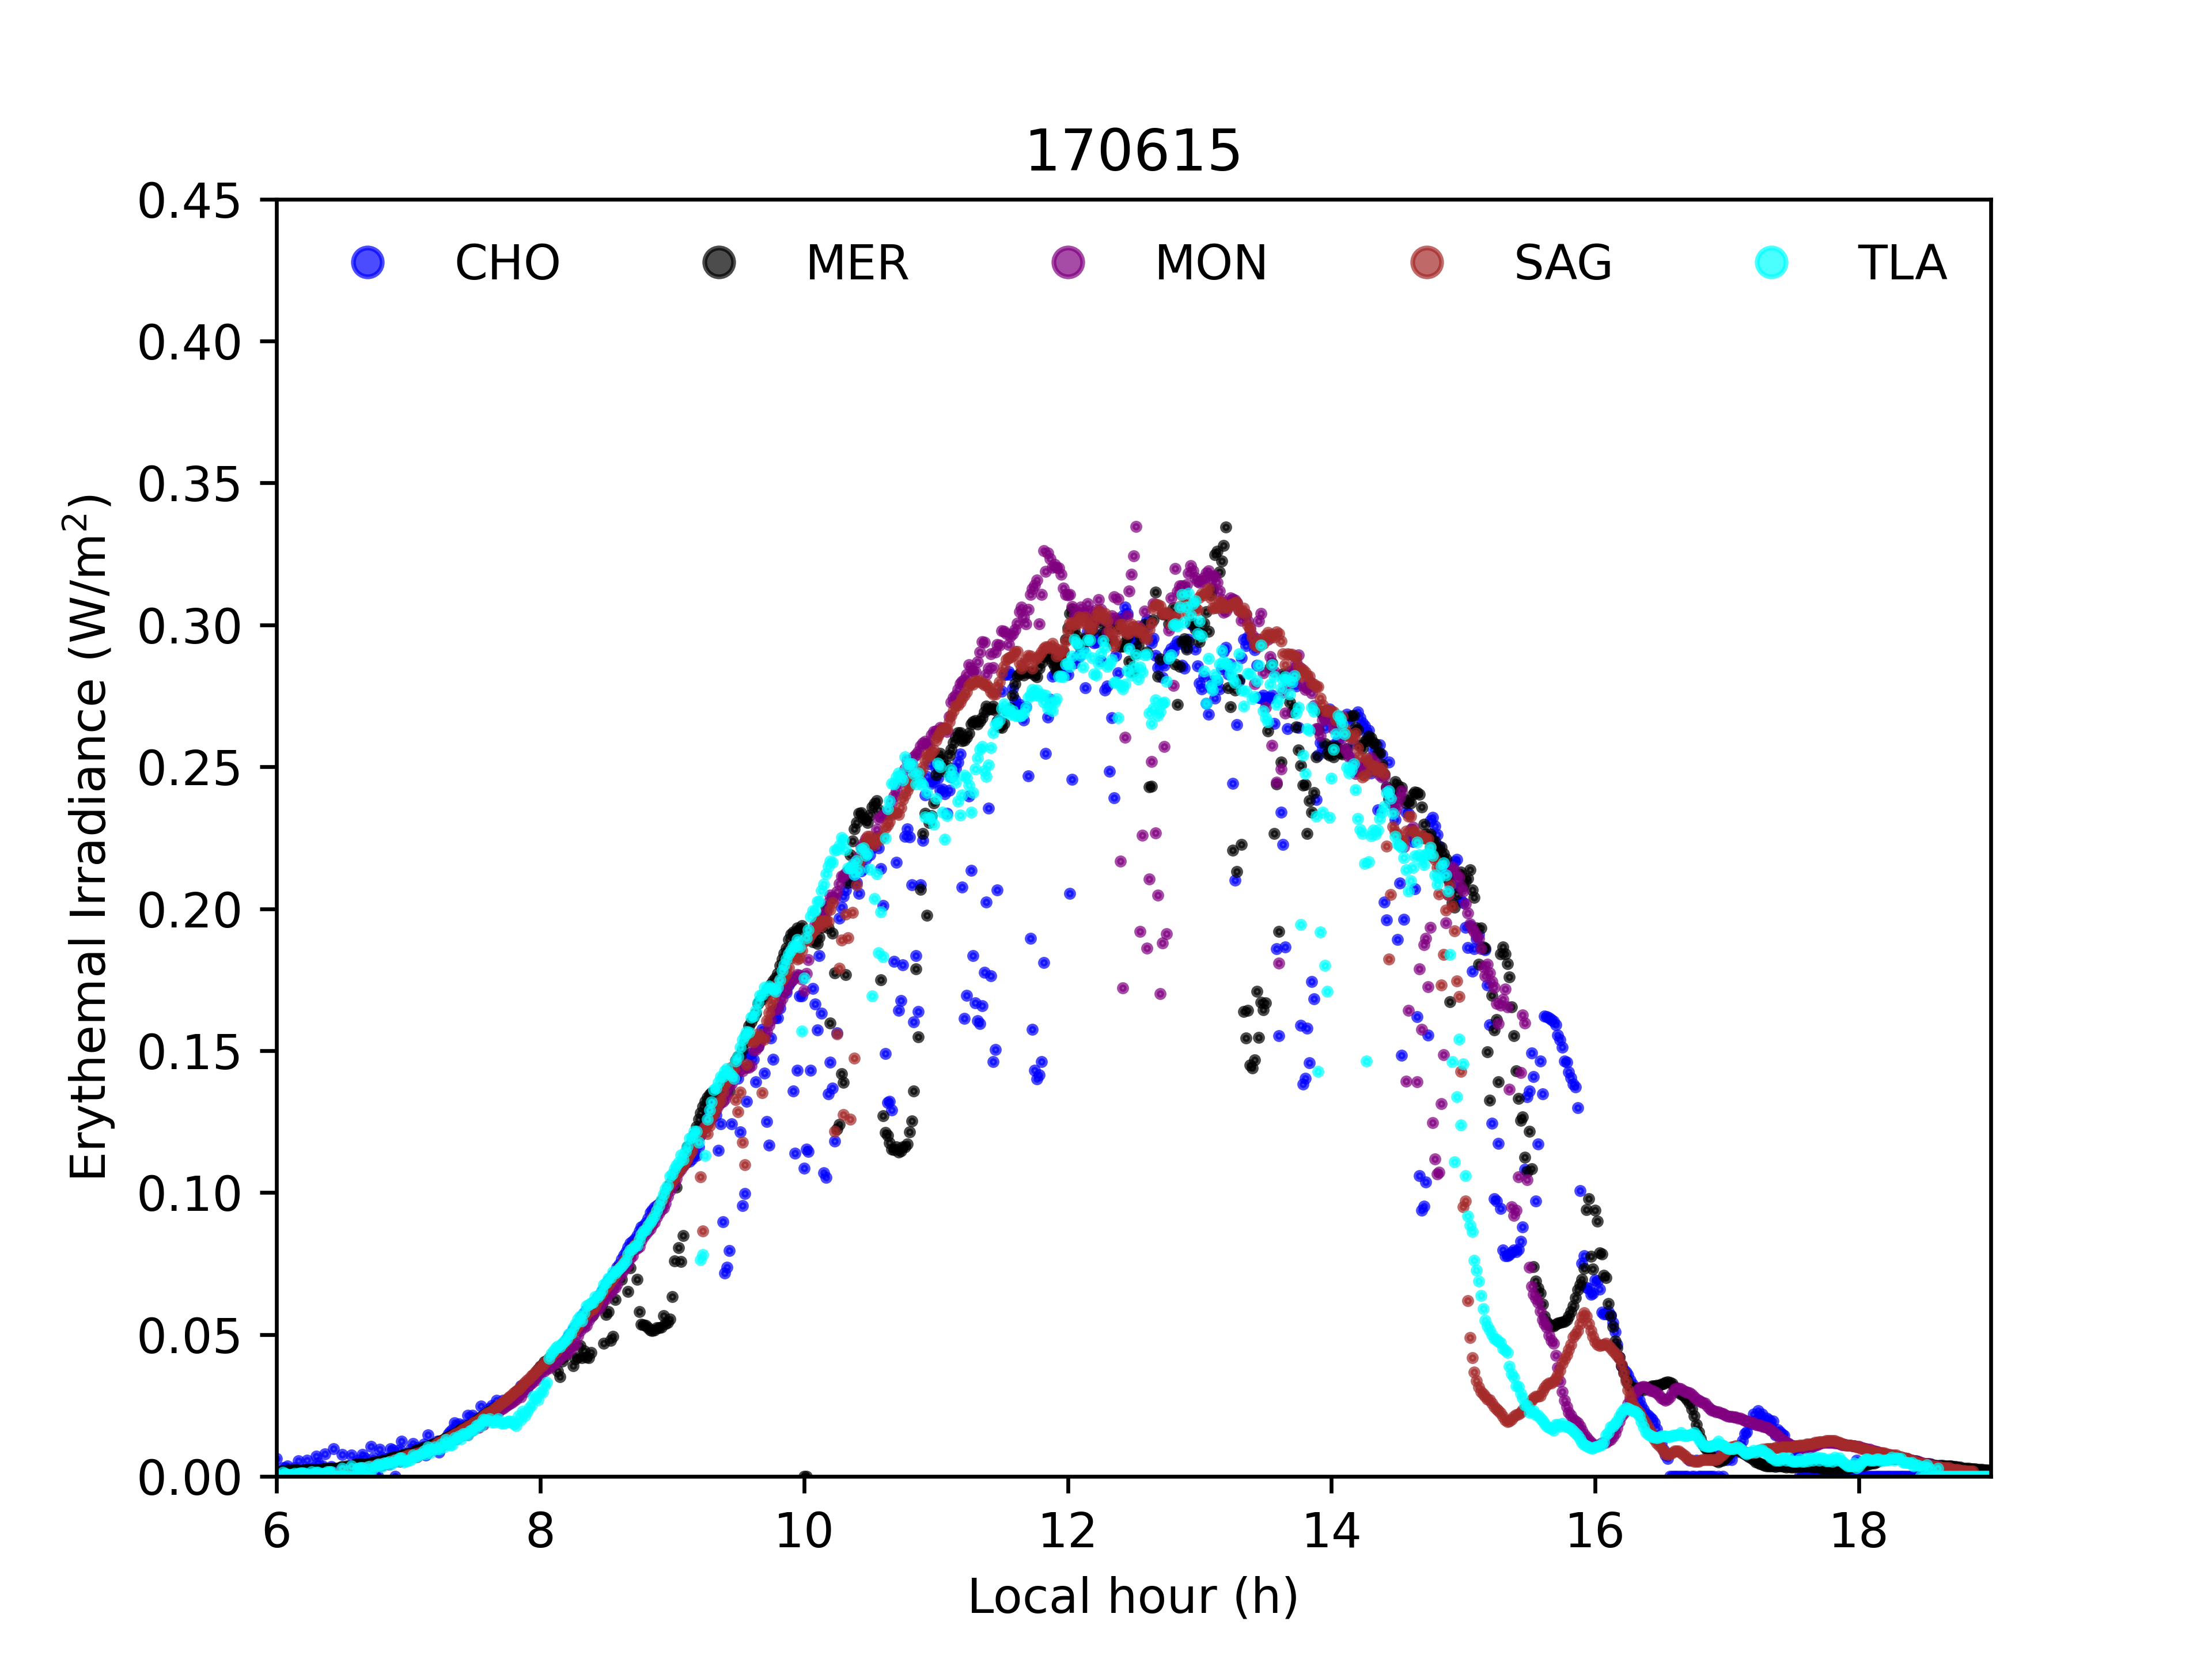 170615
CHO MER MON SAG TLA
0.45
0.40
0.35
0.30
0.25
0.20
0.15
0.10
0.05
0.00
Erythemal Irradiance (W/m²)
6 8 10 12 14 16 18
Local hour (h)